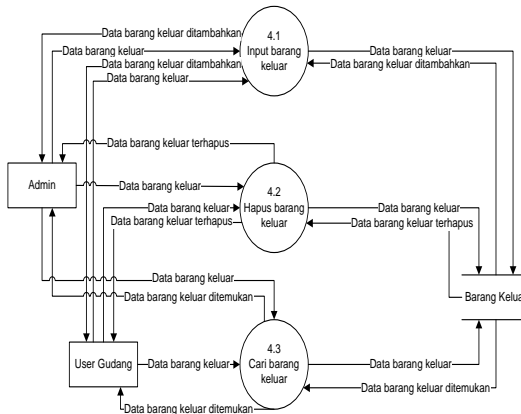 Data barang keluar ditambahkan
4.1
Data barang keluar
Input barang
Data barang keluar
Data barang keluar ditambahkan
keluar
Data barang keluar ditambahkan
Data barang keluar
Data barang keluar terhapus
Admin
Data barang keluar
4.2
Data barang keluar
Hapus barang
Data barang keluar
Data barang keluar terhapus
keluar
Data barang keluar terhapus
Data barang keluar
Data barang keluar ditemukan
Barang Kelua
4.3
User Gudang
Data barang keluar
Cari barang
Data barang keluar
keluar
Data barang keluar ditemukan
Data barang keluar ditemukan